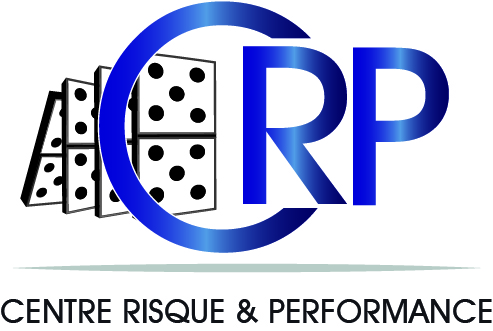 CRP
CENTRE RISQUE & PERFORMANCE